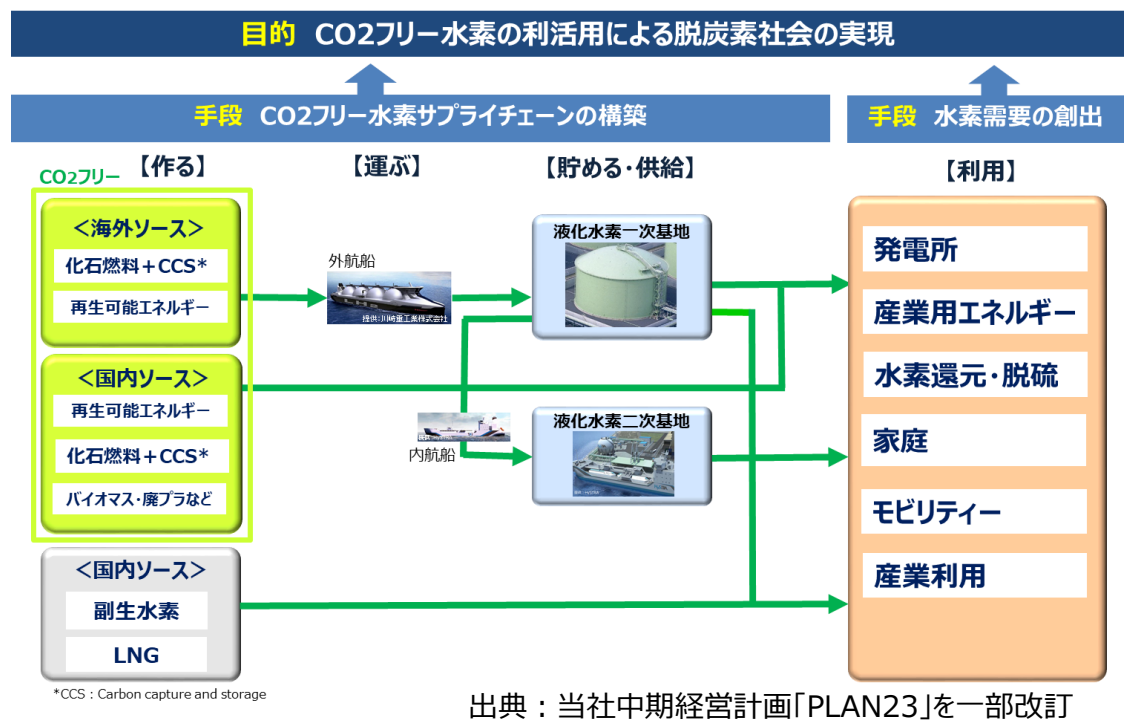 目的 CO2フリー水素の利活用による脱炭素社会の実現
手段 CO2フリー水素サプライチェーンの構築
手段 水素需要の創出
【作る】
【運ぶ】
【貯める・供給】
【利用】
CO2フリー
＜海外ソース＞
化石燃料＋CCS*
再生可能エネルギー
外航船
提供:川崎重工業株式会社
液化水素一次基地
＜国内ソース＞
再生可能エネルギー
化石燃料＋CCS*
バイオマス・廃プラなど
内航船
液化水素二次基地
＜国内ソース＞
副生水素
LNG
発電所
産業用エネルギー
水素還元・脱硫
家庭
モビリティー
産業利用
*CCS：Carbon capture and storage
出典：当社中期経営計画「PLAN23」を一部改訂